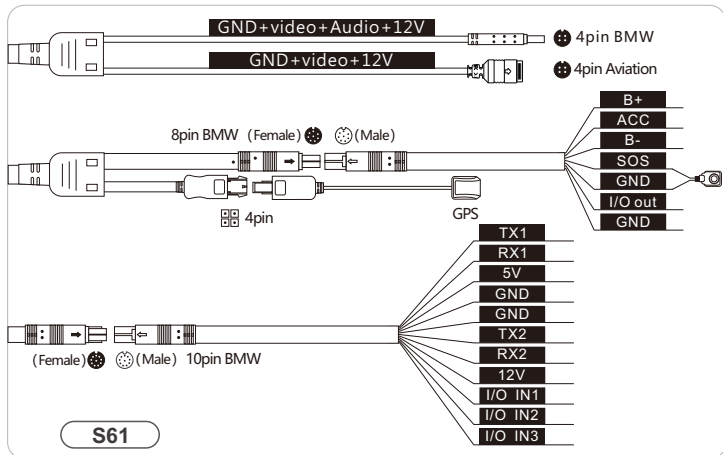 GND+video+Audio+12V
4pin BMW
GND+video+12V
4pin Aviation
8pin BMW (Female) (Male)
B+
ACC
B-
SOS
GND
I/O out
GND
4pin
GPS
TX1
RX1
5V
GND
GND
TX2
RX2
12V
I/O IN1
I/O IN2
I/O IN3
(Female) (Male) 10pin BMW
S61